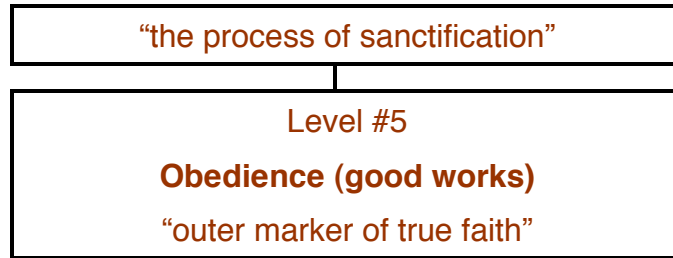 “the process of sanctification”
Level #5
Obedience (good works)
“outer marker of true faith”